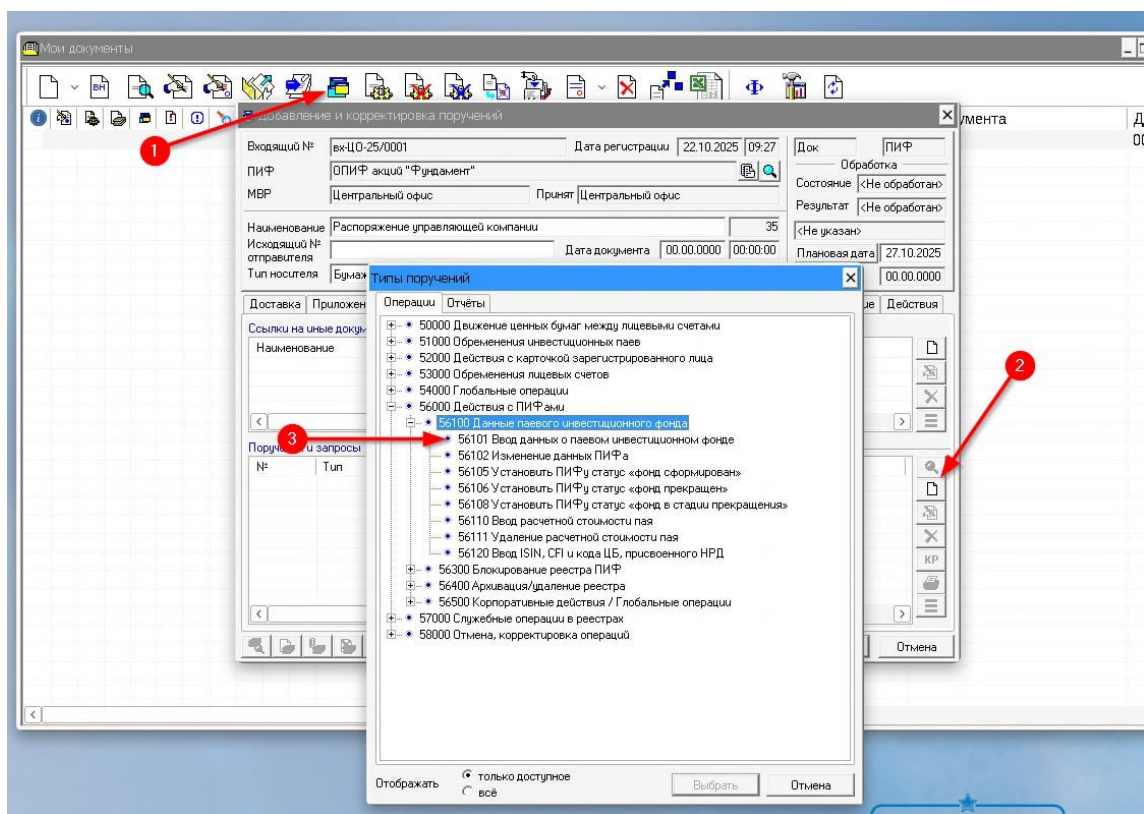 Мои документы
ВН
1
Добавление и корректировка поручений
умента
Входящий № вх-ЦО-25/0001 Дата регистрации 22.10.2025 09:27 Док ПИФ
ПИФ ОПИФ акций "Фундамент" Обработка
Состояние <Не обработан>
МВР Центральный офис Принят Центральный офис
Результат <Не обработан>
Наименование Распоряжение управляющей компании 35 <Не указан>
Исходящий № отправителя Дата документа 00.00.0000 00:00:00 Плановая дата 27.10.2025
Тип носителя 00.00.0000
Типы поручений
Доставка Действия
Операции Отчёты
Ссылки на иные
Наименование
50000 Движение ценных бумаг между лицевыми счетами
51000 Обременения инвестиционных паев
52000 Действия с карточкой зарегистрированного лица
53000 Обременения лицевых счетов
54000 Глобальные операции
56000 Действия с ПИФами
56100 Данные паевого инвестиционного фонда
56101 Ввод данных о паевом инвестиционном фонде
56102 Изменение данных ПИФа
56105 Установить ПИФу статус «фонд сформирован»
56106 Установить ПИФу статус «фонд прекращен»
56108 Установить ПИФу статус «фонд в стадии прекращения»
56110 Ввод расчетной стоимости пая
56111 Удаление расчетной стоимости пая
56120 Ввод ISIN, CFI и кода ЦБ, присвоенного НРД
56300 Блокирование реестра ПИФ
56400 Архивация/удаление реестра
56500 Корпоративные действия / Глобальные операции
57000 Служебные операции в реестрах
58000 Отмена, корректировка операций
2
3
запросы
№ Тип
КР
Отмена
Отображать только доступное
всё
Выбрать Отмена